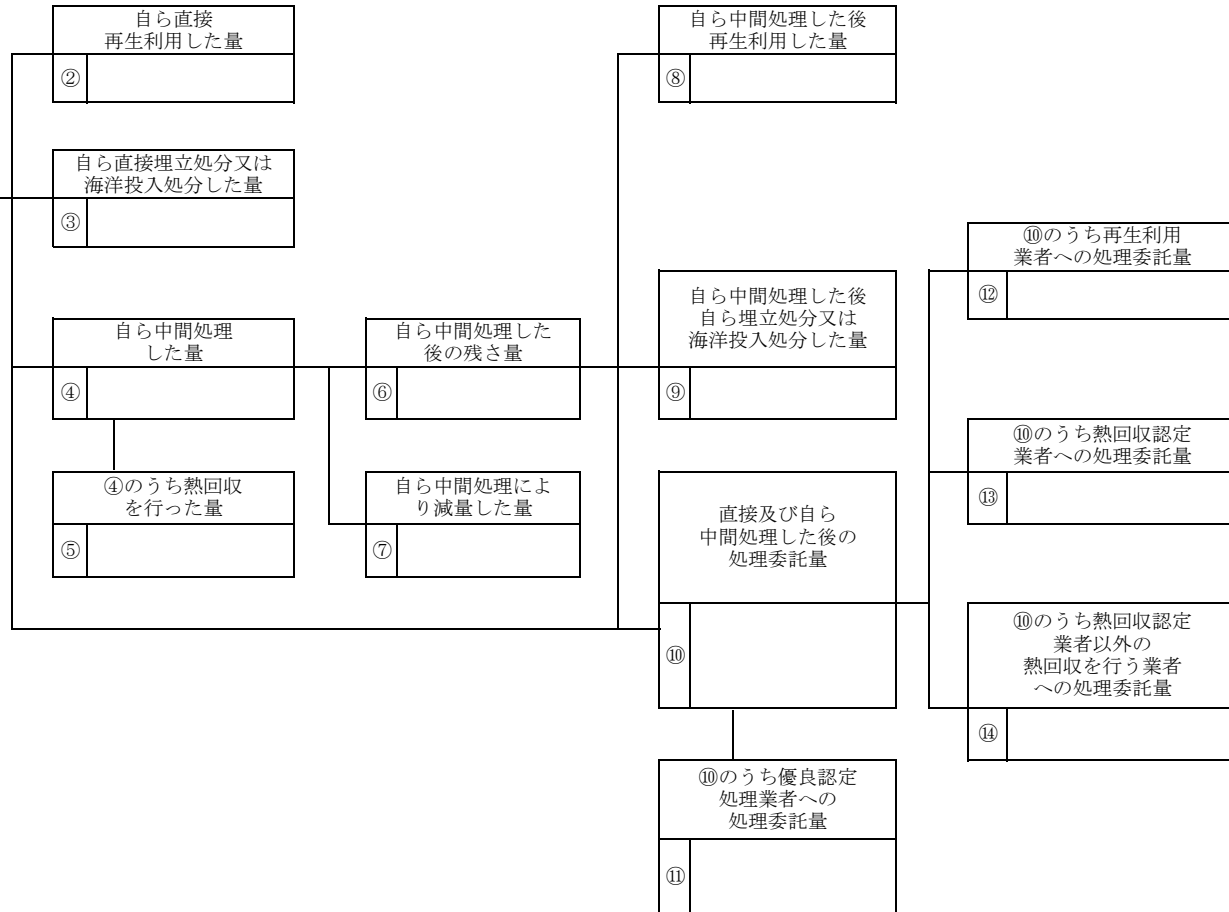 自ら直接
再生利用した量
②
自ら中間処理した後
再生利用した量
⑧
自ら直接埋立処分又は
海洋投入処分した量
③
⑩のうち再生利用
業者への処理委託量
⑫
自ら中間処理
した量
④
自ら中間処理した
後の残さ量
⑥
自ら中間処理した後
自ら埋立処分又は
海洋投入処分した量
⑨
⑩のうち熱回収認定
業者への処理委託量
⑬
④のうち熱回収
を行った量
⑤
自ら中間処理によ
り減量した量
⑦
直接及び自ら
中間処理した後の
処理委託量
⑩
⑩のうち熱回収認定
業者以外の
熱回収を行う業者
への処理委託量
⑭
⑩のうち優良認定
処理業者への
処理委託量
⑪